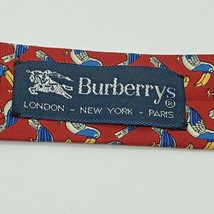 Burberrys®
LONDON - NEW YORK - PARIS